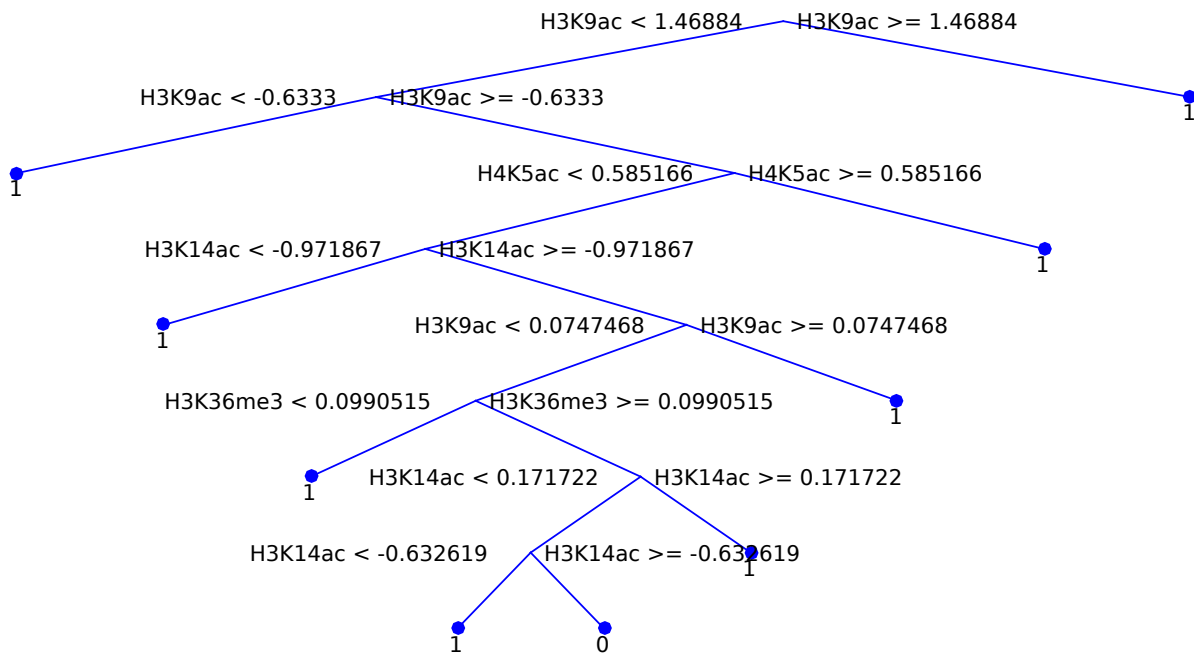 H3K9ac < 1.46884 H3K9ac >= 1.46884
H3K9ac < -0.6333 H3K9ac >= -0.6333
1
1
H4K5ac < 0.585166 H4K5ac >= 0.585166
H3K14ac < -0.971867 H3K14ac >= -0.971867
1
1
H3K9ac < 0.0747468 H3K9ac >= 0.0747468
1
H3K36me3 < 0.0990515 H3K36me3 >= 0.0990515
1
H3K14ac < 0.171722 H3K14ac >= 0.171722
1
H3K14ac < -0.632619 H3K14ac >= -0.632619
1
1 0